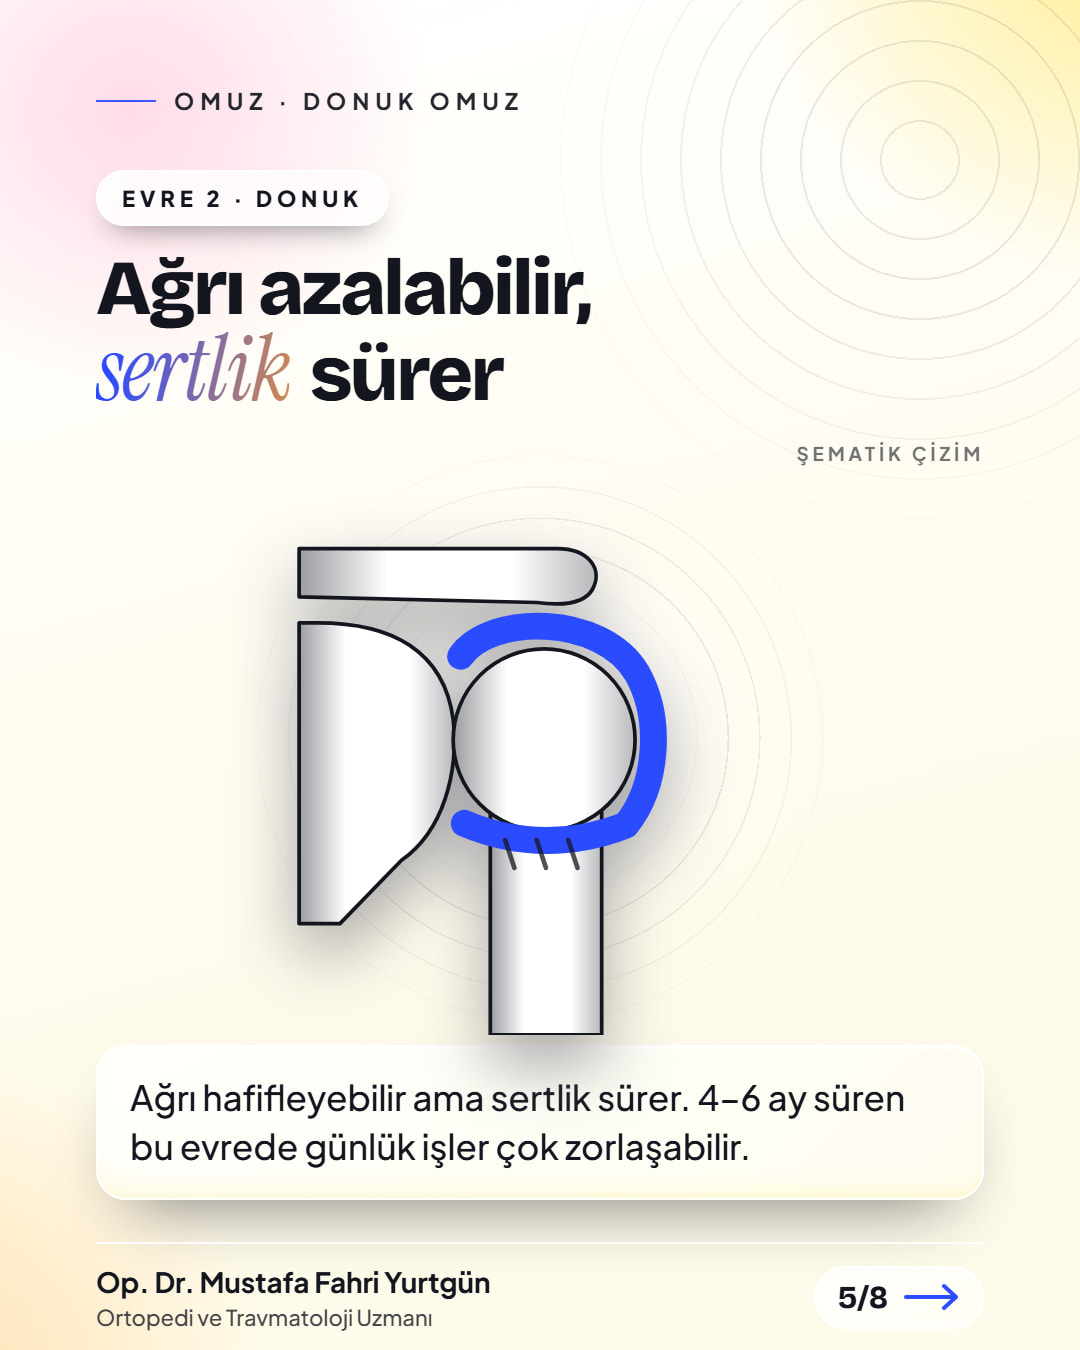 OMUZ · DONUK OMUZ
EVRE 2 · DONUK
Ağrı azalabilir,
sertlik sürer
ŞEMATİK ÇİZİM
Ağrı hafifleyebilir ama sertlik sürer. 4–6 ay süren
bu evrede günlük işler çok zorlaşabilir.
Op. Dr. Mustafa Fahri Yurtgün
Ortopedi ve Travmatoloji Uzmanı
5/8